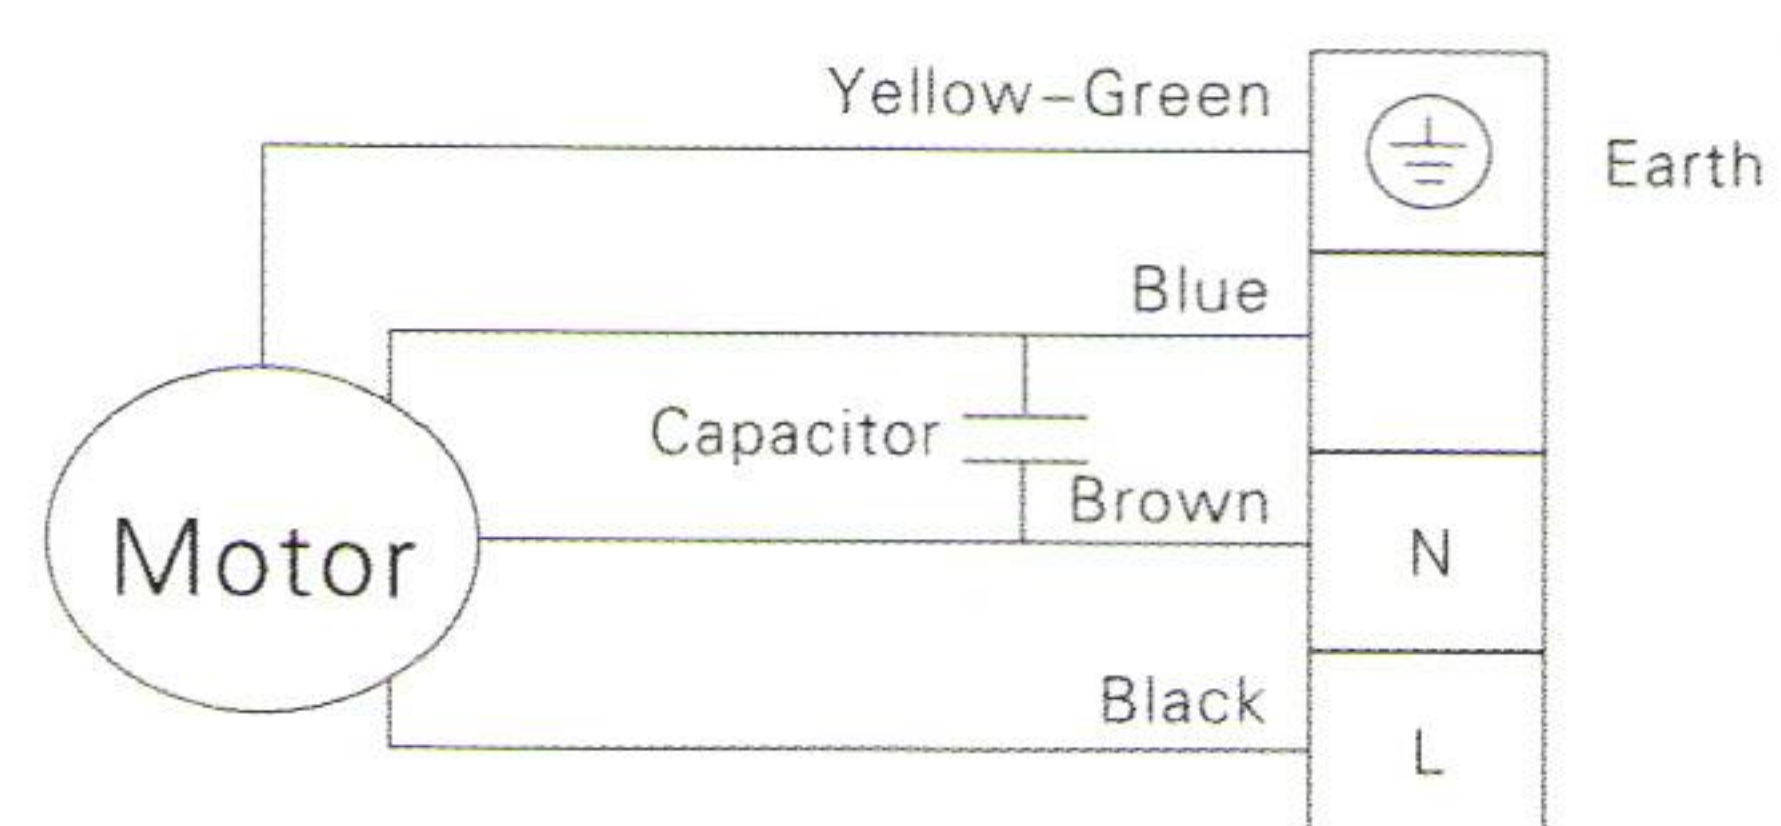 Yellow-Green
Earth
Blue
Capacitor
Brown
N
Motor
Black
L